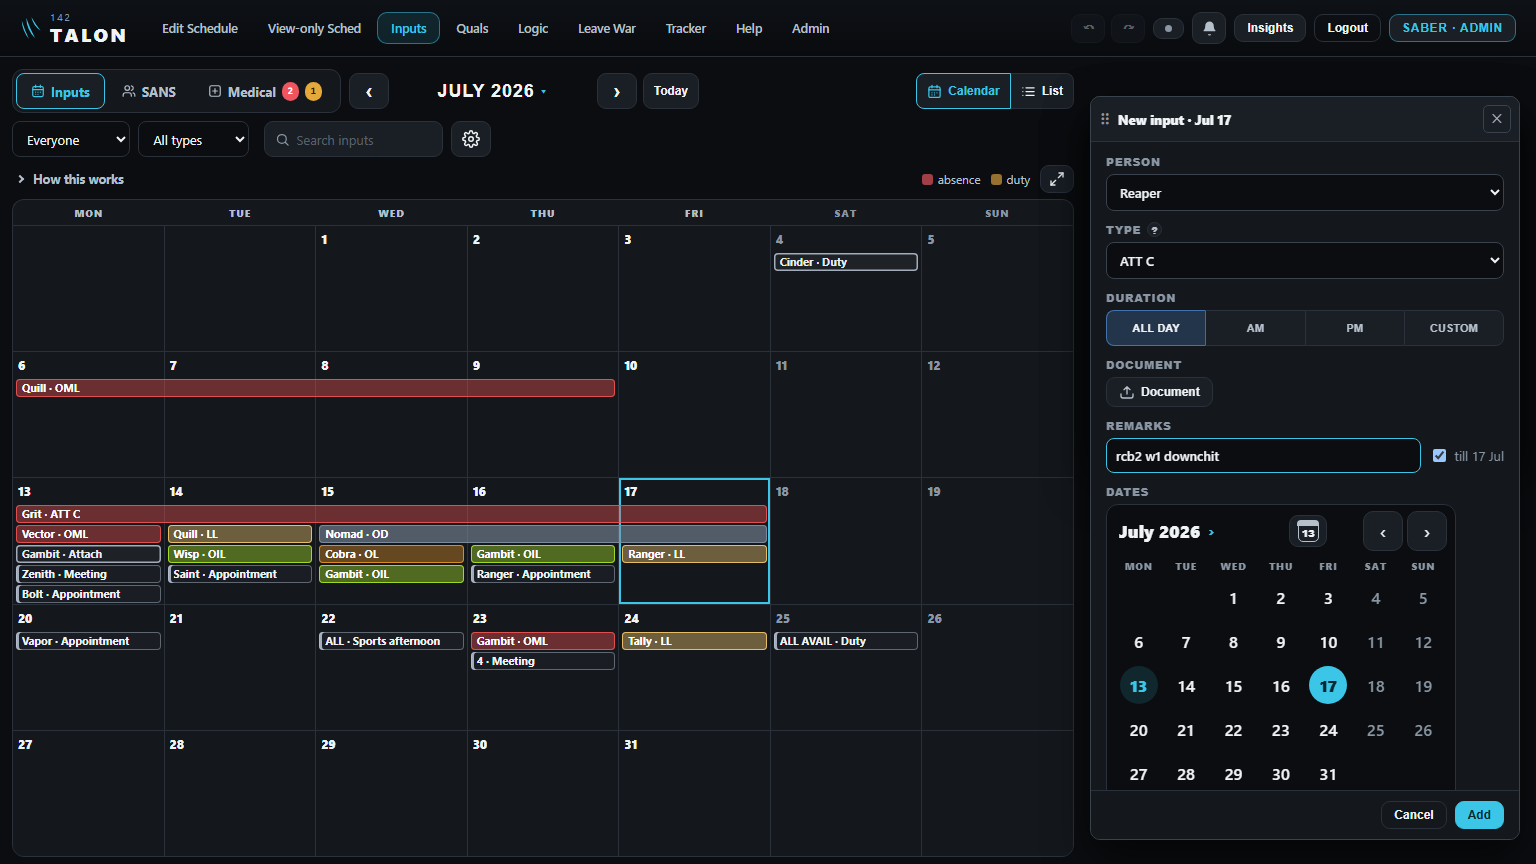 142
TALON
Edit Schedule
View-only Sched
Inputs
Quals
Logic
Leave War
Tracker
Help
Admin
Insights
Logout
SABER · ADMIN
Inputs
SANS
Medical 2 1
JULY 2026
Today
Calendar
List
Everyone
All types
Search inputs
How this works
absence
duty
MON TUE WED THU FRI SAT SUN
1 2 3 4 5
Cinder · Duty
6 7 8 9 10 11 12
Quill · OML
13 14 15 16 17 18 19
Grit · ATT C
Vector · OML
Quill · LL
Nomad · OD
Gambit · Attach
Wisp · OIL
Cobra · OL
Gambit · OIL
Ranger · LL
Zenith · Meeting
Saint · Appointment
Gambit · OIL
Ranger · Appointment
Bolt · Appointment
20 21 22 23 24 25 26
Vapor · Appointment
ALL · Sports afternoon
Gambit · OML
Tally · LL
ALL AVAIL · Duty
4 · Meeting
27 28 29 30 31
New input · Jul 17
PERSON
Reaper
TYPE ?
ATT C
DURATION
ALL DAY
AM
PM
CUSTOM
DOCUMENT
Document
REMARKS
rcb2 w1 downchit
till 17 Jul
DATES
July 2026
13
MON TUE WED THU FRI SAT SUN
1 2 3 4 5
6 7 8 9 10 11 12
13 14 15 16 17 18 19
20 21 22 23 24 25 26
27 28 29 30 31
Cancel
Add